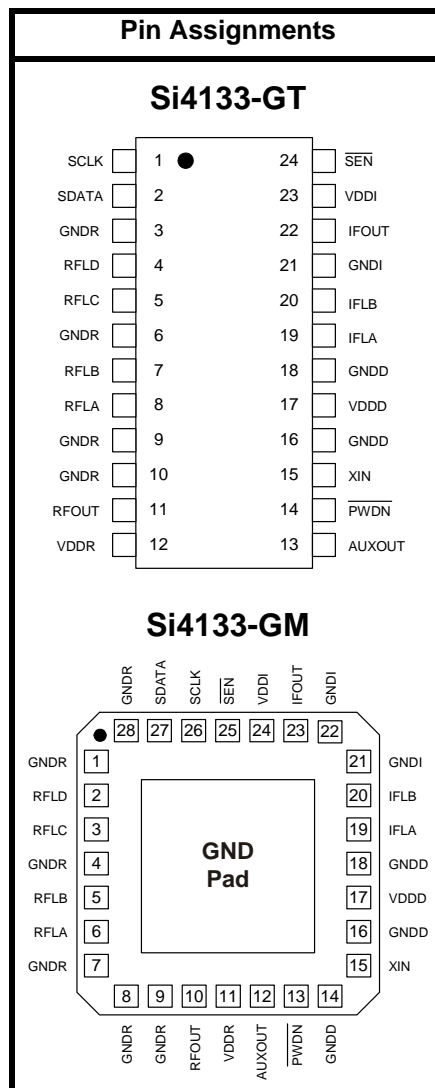 Pin Assignments
Si4133-GT
SCLK 1 24 S̅E̅N̅
SDATA 2 23 VDDI
GNDR 3 22 IFOUT
RFLD 4 21 GNDI
RFLC 5 20 IFLB
GNDR 6 19 IFLA
RFLB 7 18 GNDD
RFLA 8 17 VDDD
GNDR 9 16 GNDD
GNDR 10 15 XIN
RFOUT 11 14 P̅W̅D̅N̅
VDDR 12 13 AUXOUT
Si4133-GM
GNDR SDATA SCLK S̅E̅N̅ VDDI IFOUT GNDI
28 27 26 25 24 23 22
GNDR 1 21 GNDI
RFLD 2 20 IFLB
RFLC 3 19 IFLA
GNDR 4 18 GNDD
RFLB 5 17 VDDD
RFLA 6 16 GNDD
GNDR 7 15 XIN
GND
Pad
8 9 10 11 12 13 14
GNDR GNDR RFOUT VDDR AUXOUT P̅W̅D̅N̅ GNDD